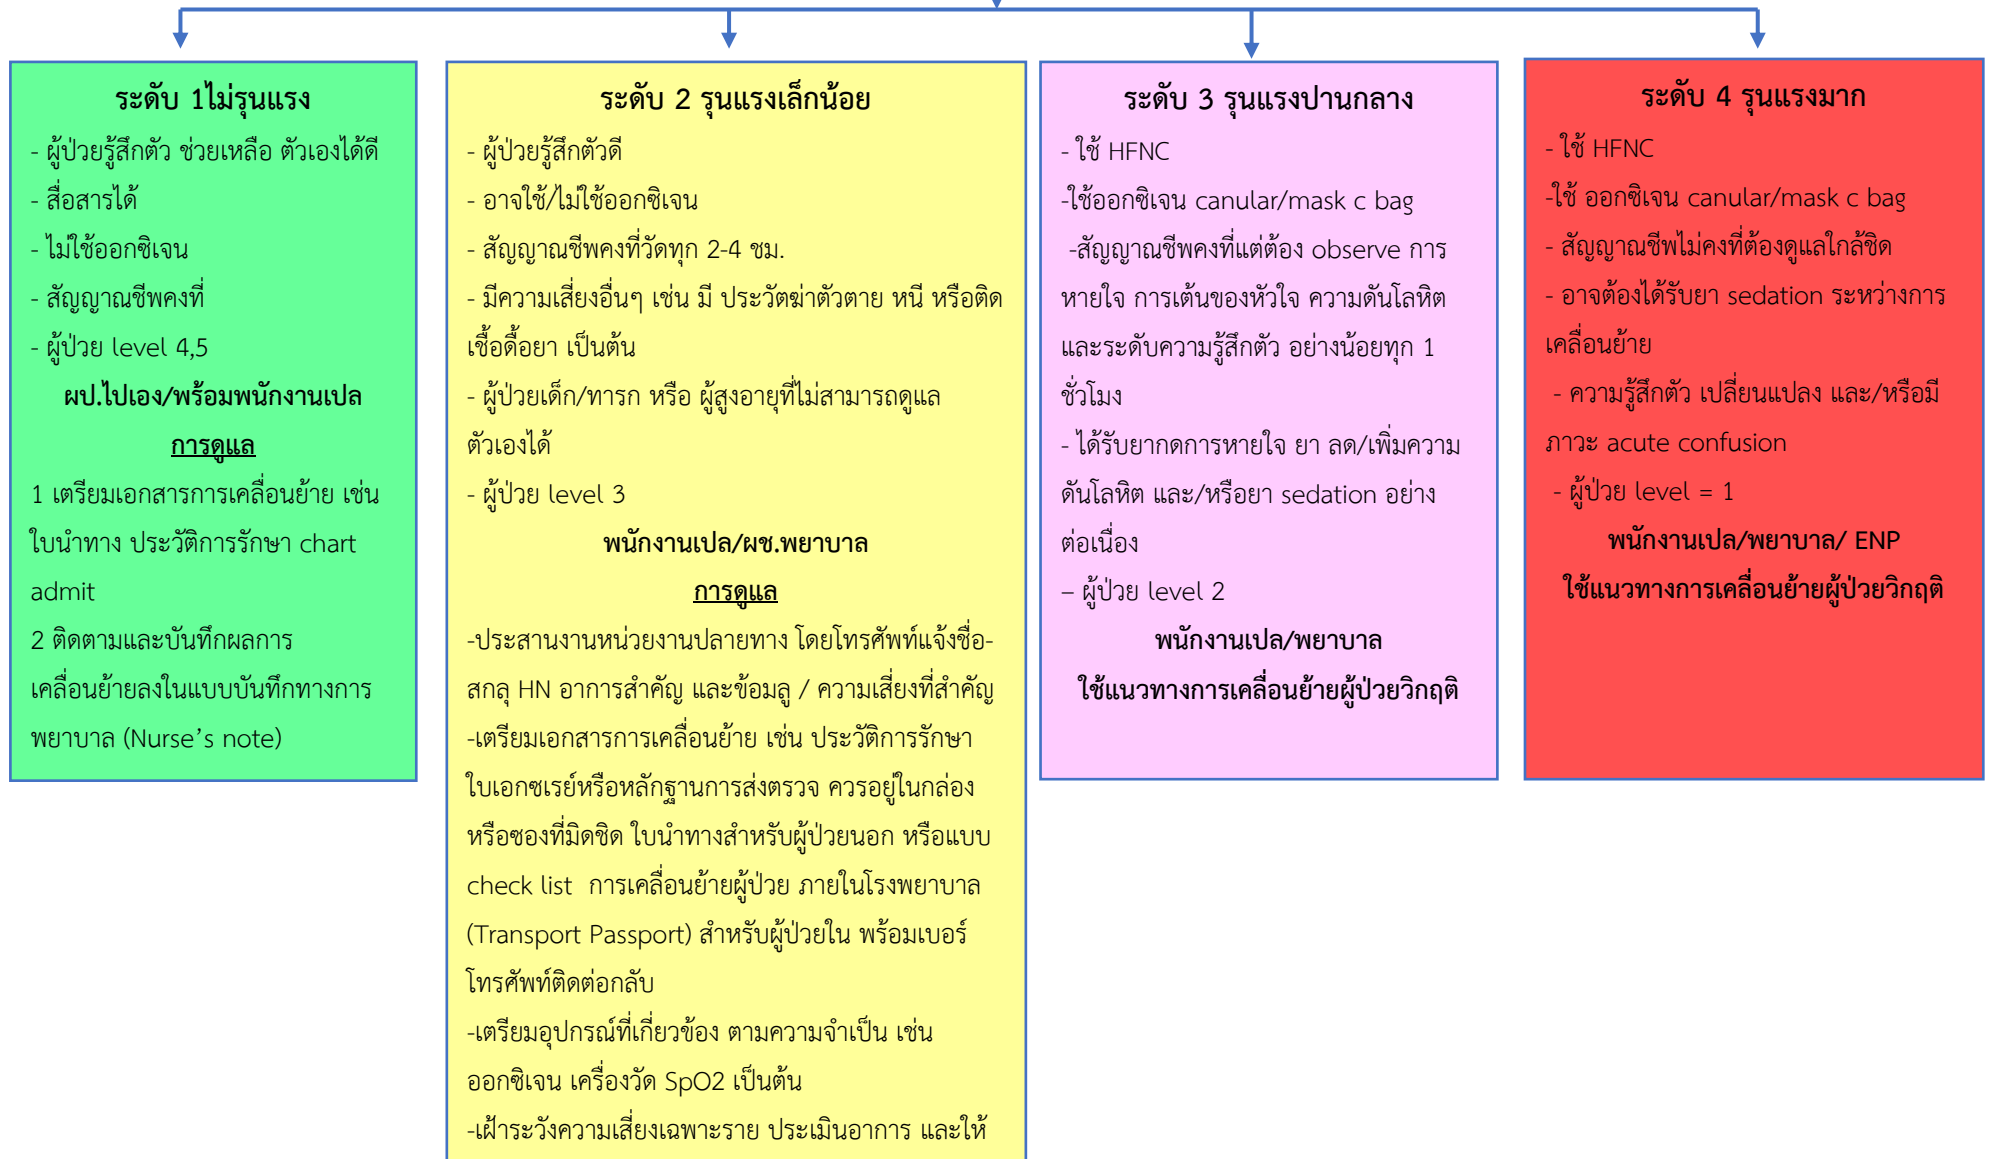 ระดับ 1ไม่รุนแรง
- ผู้ป่วยรู้สึกตัว ช่วยเหลือ ตัวเองได้ดี
- สื่อสารได้
- ไม่ใช้ออกซิเจน
- สัญญาณชีพคงที่
- ผู้ป่วย level 4,5
ผป.ไปเอง/พร้อมพนักงานเปล
การดูแล
1 เตรียมเอกสารการเคลื่อนย้าย เช่น
ใบนำทาง ประวัติการรักษา chart
admit
2 ติดตามและบันทึกผลการ
เคลื่อนย้ายลงในแบบบันทึกทางการ
พยาบาล (Nurse’s note)
ระดับ 2 รุนแรงเล็กน้อย
- ผู้ป่วยรู้สึกตัวดี
- อาจใช้/ไม่ใช้ออกซิเจน
- สัญญาณชีพคงที่วัดทุก 2-4 ชม.
- มีความเสี่ยงอื่นๆ เช่น มี ประวัตฆ่าตัวตาย หนี หรือติด
เชื้อดื้อยา เป็นต้น
- ผู้ป่วยเด็ก/ทารก หรือ ผู้สูงอายุที่ไม่สามารถดูแล
ตัวเองได้
- ผู้ป่วย level 3
พนักงานเปล/ผช.พยาบาล
การดูแล
-ประสานงานหน่วยงานปลายทาง โดยโทรศัพท์แจ้งชื่อ-
สกลุ HN อาการสำคัญ และข้อมลู / ความเสี่ยงที่สำคัญ
-เตรียมเอกสารการเคลื่อนย้าย เช่น ประวัติการรักษา
ใบเอกซเรย์หรือหลักฐานการส่งตรวจ ควรอยู่ในกล่อง
หรือซองที่มิดชิด ใบนำทางสำหรับผู้ป่วยนอก หรือแบบ
check list  การเคลื่อนย้ายผู้ป่วย ภายในโรงพยาบาล
(Transport Passport) สำหรับผู้ป่วยใน พร้อมเบอร์
โทรศัพท์ติดต่อกลับ
-เตรียมอุปกรณ์ที่เกี่ยวข้อง ตามความจำเป็น เช่น
ออกซิเจน เครื่องวัด SpO2 เป็นต้น
-เฝ้าระวังความเสี่ยงเฉพาะราย ประเมินอาการ และให้
ระดับ 3 รุนแรงปานกลาง
- ใช้ HFNC
-ใช้ออกซิเจน canular/mask c bag
-สัญญาณชีพคงที่แต่ต้อง observe การ
หายใจ การเต้นของหัวใจ ความดันโลหิต
และระดับความรู้สึกตัว อย่างน้อยทุก 1
ชั่วโมง
- ได้รับยากดการหายใจ ยา ลด/เพิ่มความ
ดันโลหิต และ/หรือยา sedation อย่าง
ต่อเนื่อง
– ผู้ป่วย level 2
พนักงานเปล/พยาบาล
ใช้แนวทางการเคลื่อนย้ายผู้ป่วยวิกฤติ
ระดับ 4 รุนแรงมาก
- ใช้ HFNC
-ใช้ ออกซิเจน canular/mask c bag
- สัญญาณชีพไม่คงที่ต้องดูแลใกล้ชิด
- อาจต้องได้รับยา sedation ระหว่างการ
เคลื่อนย้าย
- ความรู้สึกตัว เปลี่ยนแปลง และ/หรือมี
ภาวะ acute confusion
- ผู้ป่วย level = 1
พนักงานเปล/พยาบาล/ ENP
ใช้แนวทางการเคลื่อนย้ายผู้ป่วยวิกฤติ